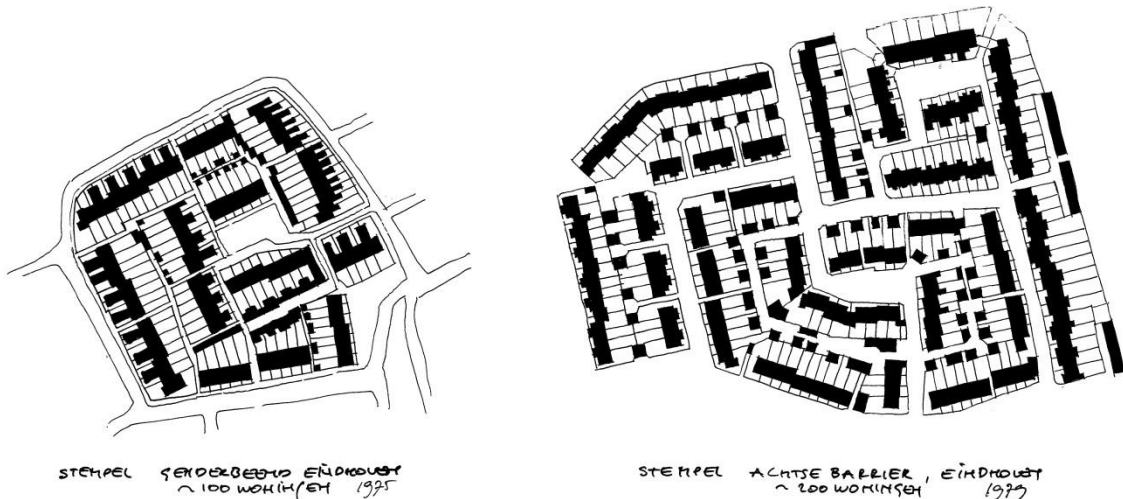 STEMPEL GENDERBEEMD EINDHOVEN
~ 100 WONINGEN 1975
STEMPEL ACHTSE BARRIER, EINDHOVEN
~ 200 WONINGEN 1979